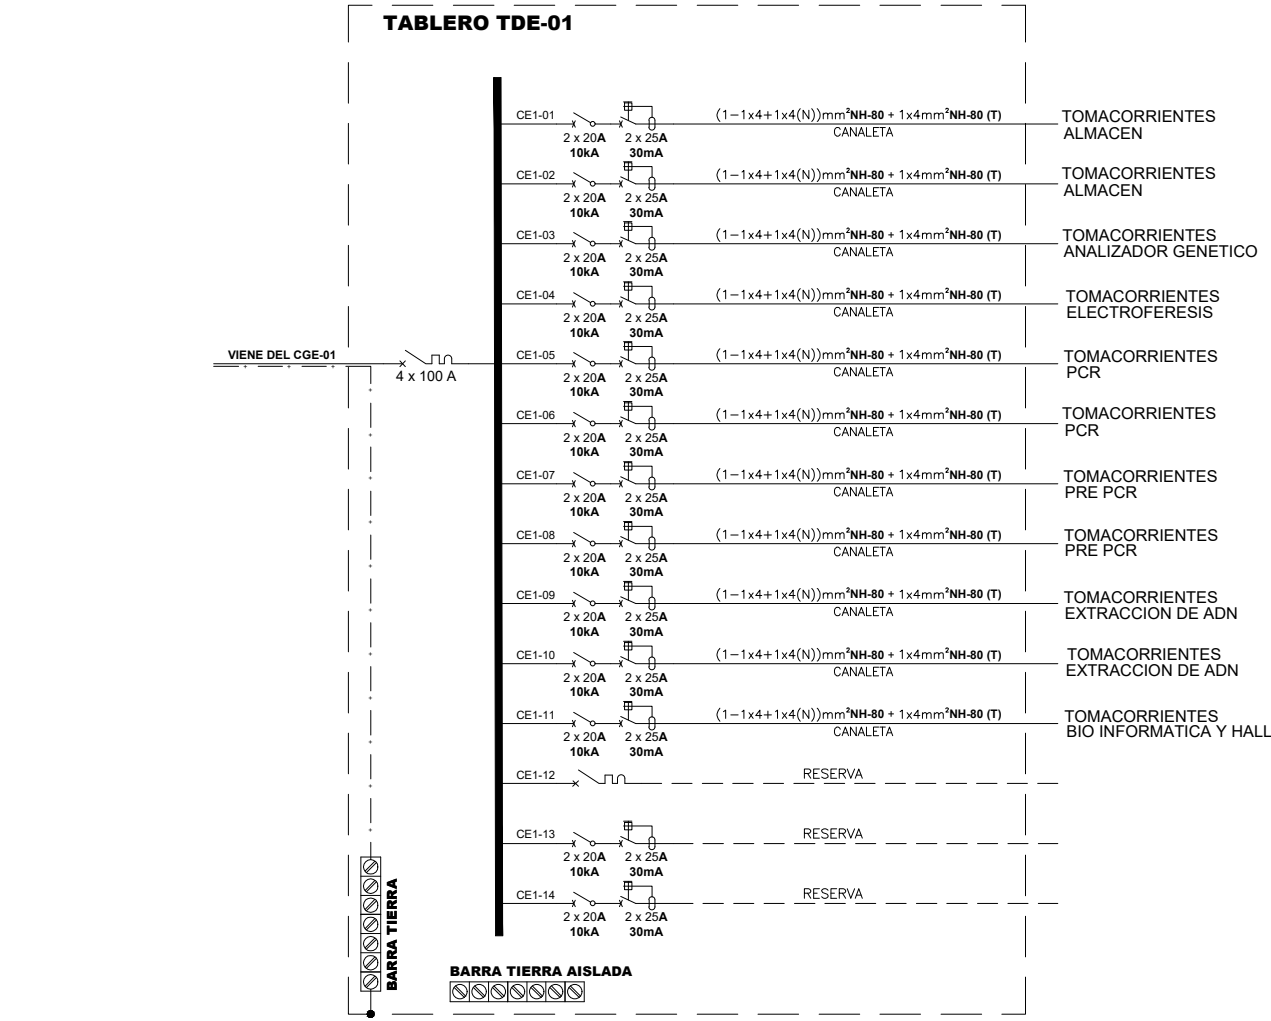 TABLERO TDE-01
CE1-01
(1-1x4+1x4(N))mm²NH-80 + 1x4mm²NH-80 (T)
CANALETA
2 x 20A
10kA
2 x 25A
30mA
TOMACORRIENTES
ALMACEN
CE1-02
(1-1x4+1x4(N))mm²NH-80 + 1x4mm²NH-80 (T)
CANALETA
2 x 20A
10kA
2 x 25A
30mA
TOMACORRIENTES
ALMACEN
CE1-03
(1-1x4+1x4(N))mm²NH-80 + 1x4mm²NH-80 (T)
CANALETA
2 x 20A
10kA
2 x 25A
30mA
TOMACORRIENTES
ANALIZADOR GENETICO
CE1-04
(1-1x4+1x4(N))mm²NH-80 + 1x4mm²NH-80 (T)
CANALETA
2 x 20A
10kA
2 x 25A
30mA
TOMACORRIENTES
ELECTROFERESIS
VIENE DEL CGE-01
4 x 100 A
CE1-05
(1-1x4+1x4(N))mm²NH-80 + 1x4mm²NH-80 (T)
CANALETA
2 x 20A
10kA
2 x 25A
30mA
TOMACORRIENTES
PCR
CE1-06
(1-1x4+1x4(N))mm²NH-80 + 1x4mm²NH-80 (T)
CANALETA
2 x 20A
10kA
2 x 25A
30mA
TOMACORRIENTES
PCR
CE1-07
(1-1x4+1x4(N))mm²NH-80 + 1x4mm²NH-80 (T)
CANALETA
2 x 20A
10kA
2 x 25A
30mA
TOMACORRIENTES
PRE PCR
CE1-08
(1-1x4+1x4(N))mm²NH-80 + 1x4mm²NH-80 (T)
CANALETA
2 x 20A
10kA
2 x 25A
30mA
TOMACORRIENTES
PRE PCR
CE1-09
(1-1x4+1x4(N))mm²NH-80 + 1x4mm²NH-80 (T)
CANALETA
2 x 20A
10kA
2 x 25A
30mA
TOMACORRIENTES
EXTRACCION DE ADN
CE1-10
(1-1x4+1x4(N))mm²NH-80 + 1x4mm²NH-80 (T)
CANALETA
2 x 20A
10kA
2 x 25A
30mA
TOMACORRIENTES
EXTRACCION DE ADN
CE1-11
(1-1x4+1x4(N))mm²NH-80 + 1x4mm²NH-80 (T)
CANALETA
2 x 20A
10kA
2 x 25A
30mA
TOMACORRIENTES
BIO INFORMATICA Y HALL
CE1-12
RESERVA
CE1-13
RESERVA
2 x 20A
10kA
2 x 25A
30mA
CE1-14
RESERVA
2 x 20A
10kA
2 x 25A
30mA
BARRA TIERRA
BARRA TIERRA AISLADA